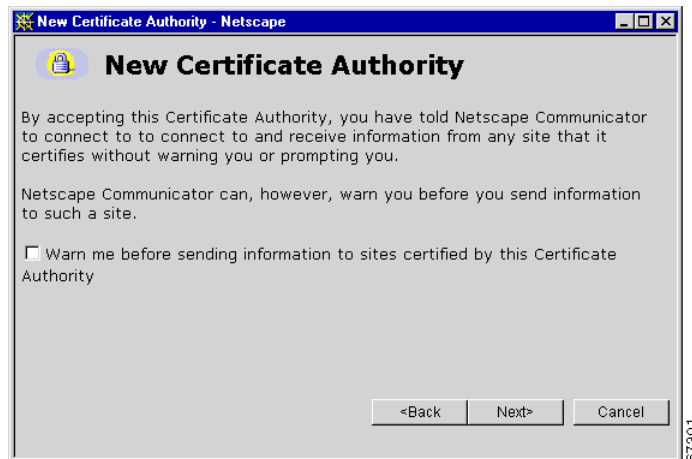 New Certificate Authority - Netscape
New Certificate Authority
By accepting this Certificate Authority, you have told Netscape Communicator
to connect to to connect to and receive information from any site that it
certifies without warning you or prompting you.
Netscape Communicator can, however, warn you before you send information
to such a site.
Warn me before sending information to sites certified by this Certificate
Authority
<Back Next> Cancel
67301